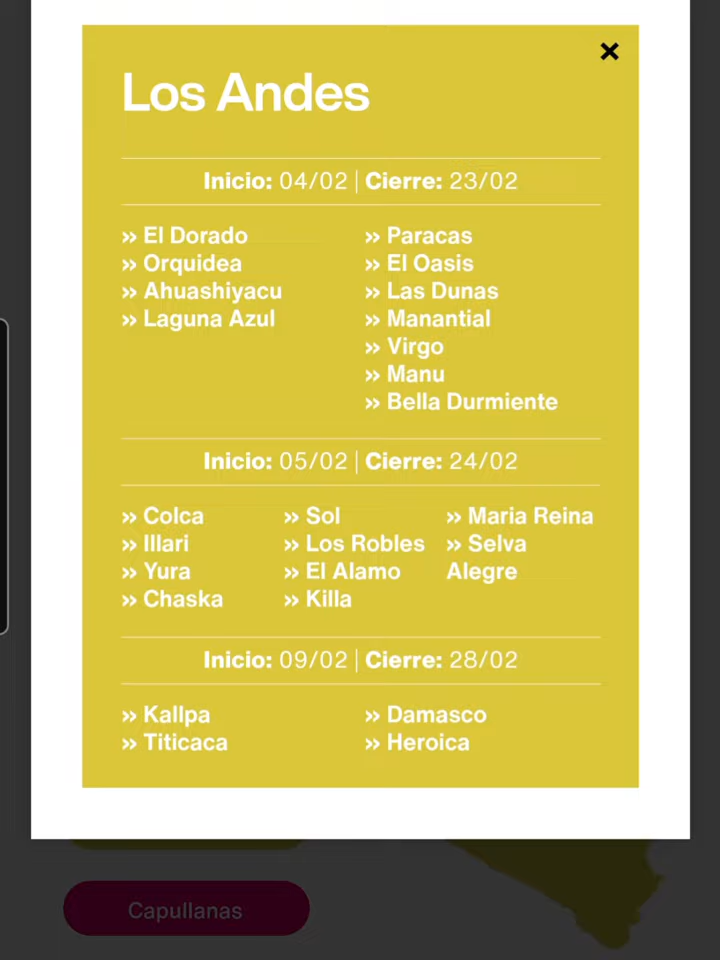 Los Andes
Inicio: 04/02 | Cierre: 23/02
» El Dorado
» Orquidea
» Ahuashiyacu
» Laguna Azul
» Paracas
» El Oasis
» Las Dunas
» Manantial
» Virgo
» Manu
» Bella Durmiente
Inicio: 05/02 | Cierre: 24/02
» Colca
» Illari
» Yura
» Chaska
» Sol
» Los Robles
» El Alamo
» Killa
» Maria Reina
» Selva
Alegre
Inicio: 09/02 | Cierre: 28/02
» Kallpa
» Titicaca
» Damasco
» Heroica
Capullanas